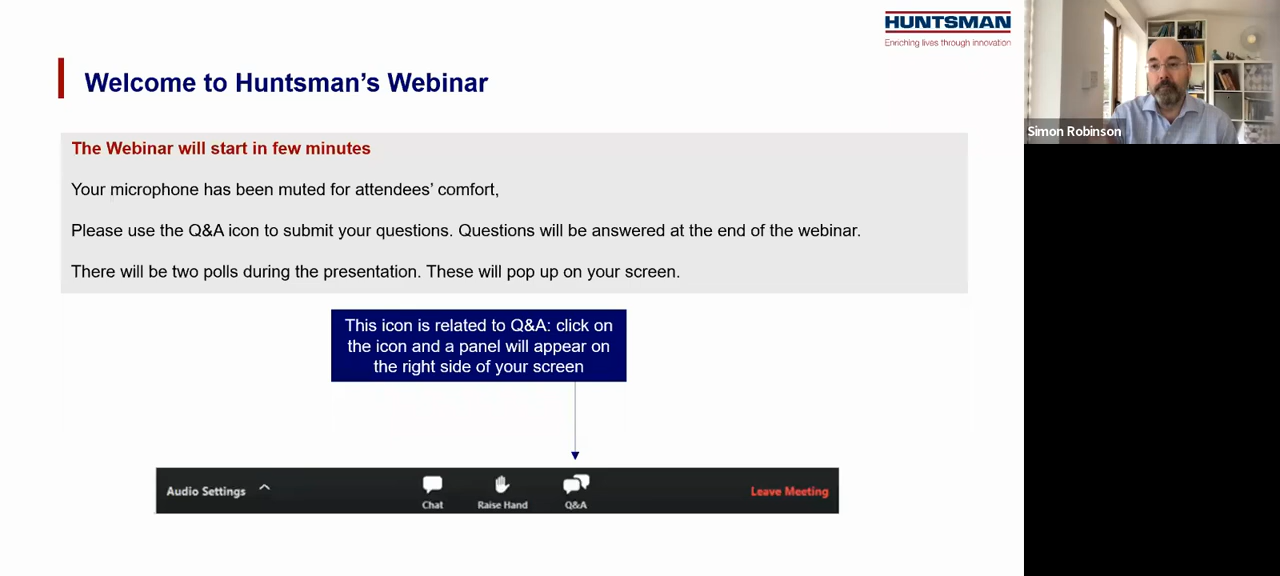 HUNTSMAN
Enriching lives through innovation
Welcome to Huntsman's Webinar
The Webinar will start in few minutes
Your microphone has been muted for attendees' comfort,
Please use the Q&A icon to submit your questions. Questions will be answered at the end of the webinar.
There will be two polls during the presentation. These will pop up on your screen.
This icon is related to Q&A: click on
the icon and a panel will appear on
the right side of your screen
Audio Settings
Chat
Raise Hand
Q&A
Leave Meeting
Simon Robinson